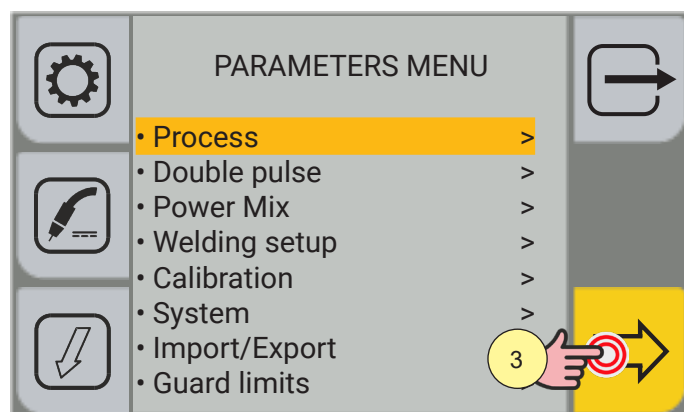 PARAMETERS MENU
• Process >
• Double pulse >
• Power Mix >
• Welding setup >
• Calibration >
• System >
• Import/Export
• Guard limits
3